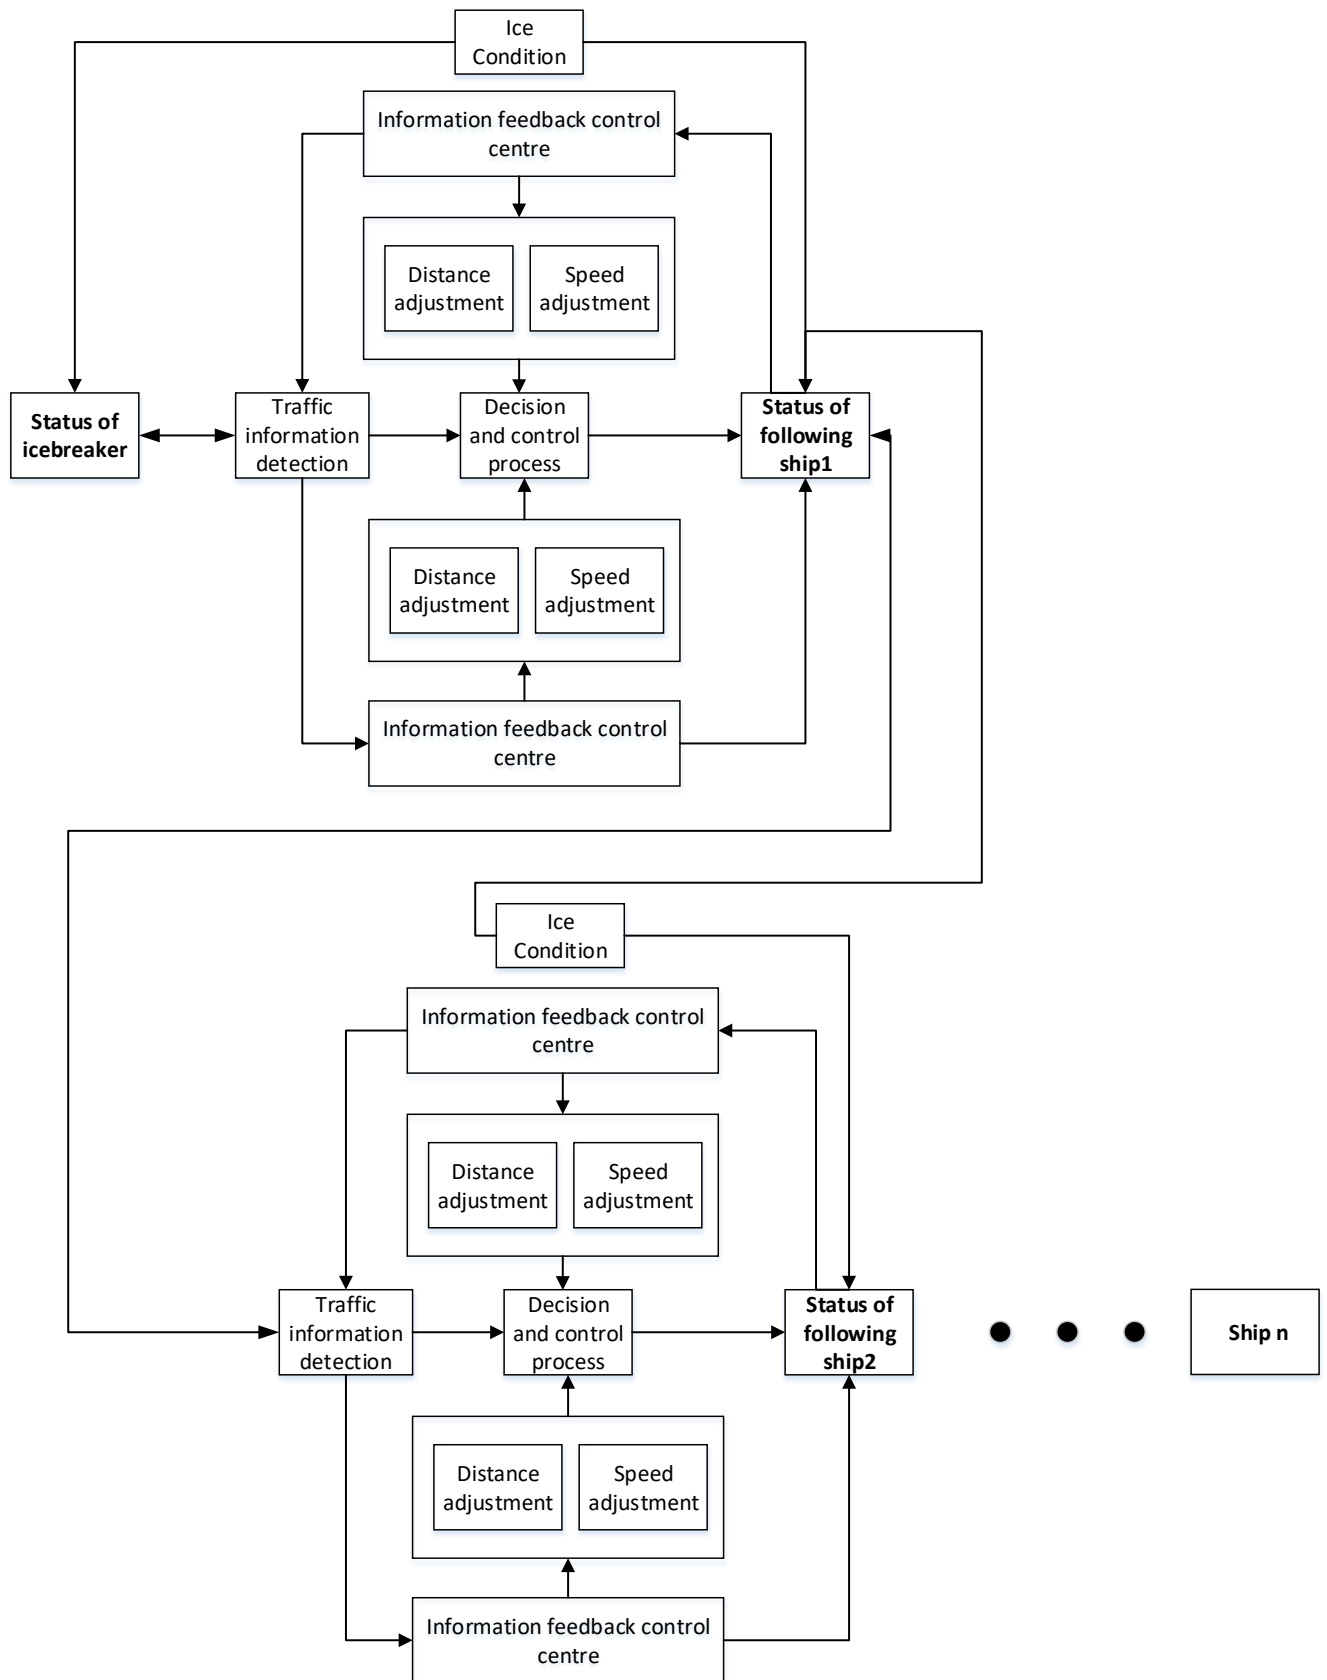 Ice
Condition
Information feedback control
centre
Distance
adjustment
Speed
adjustment
Status of
icebreaker
Traffic
information
detection
Decision
and control
process
Status of
following
ship1
Distance
adjustment
Speed
adjustment
Information feedback control
centre
Ice
Condition
Information feedback control
centre
Distance
adjustment
Speed
adjustment
Traffic
information
detection
Decision
and control
process
Status of
following
ship2
Ship n
Distance
adjustment
Speed
adjustment
Information feedback control
centre